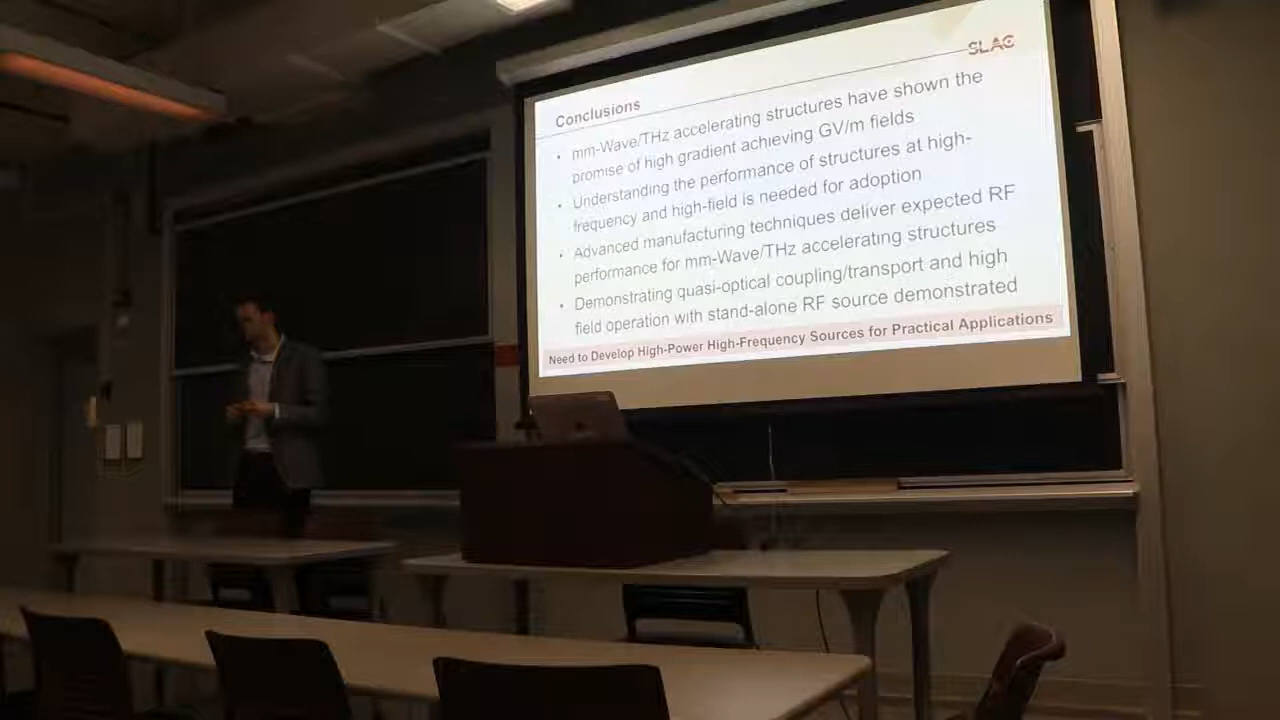 SLAC
Conclusions
• mm-Wave/THz accelerating structures have shown the
promise of high gradient achieving GV/m fields
• Understanding the performance of structures at high-
frequency and high-field is needed for adoption
• Advanced manufacturing techniques deliver expected RF
performance for mm-Wave/THz accelerating structures
• Demonstrating quasi-optical coupling/transport and high
field operation with stand-alone RF source demonstrated
Need to Develop High-Power High-Frequency Sources for Practical Applications